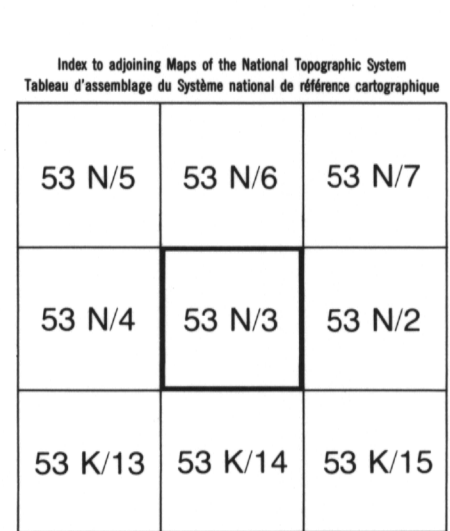 Index to adjoining Maps of the National Topographic System
Tableau d'assemblage du Système national de référence cartographique
53 N/5 53 N/6 53 N/7
53 N/4 53 N/3 53 N/2
53 K/13 53 K/14 53 K/15